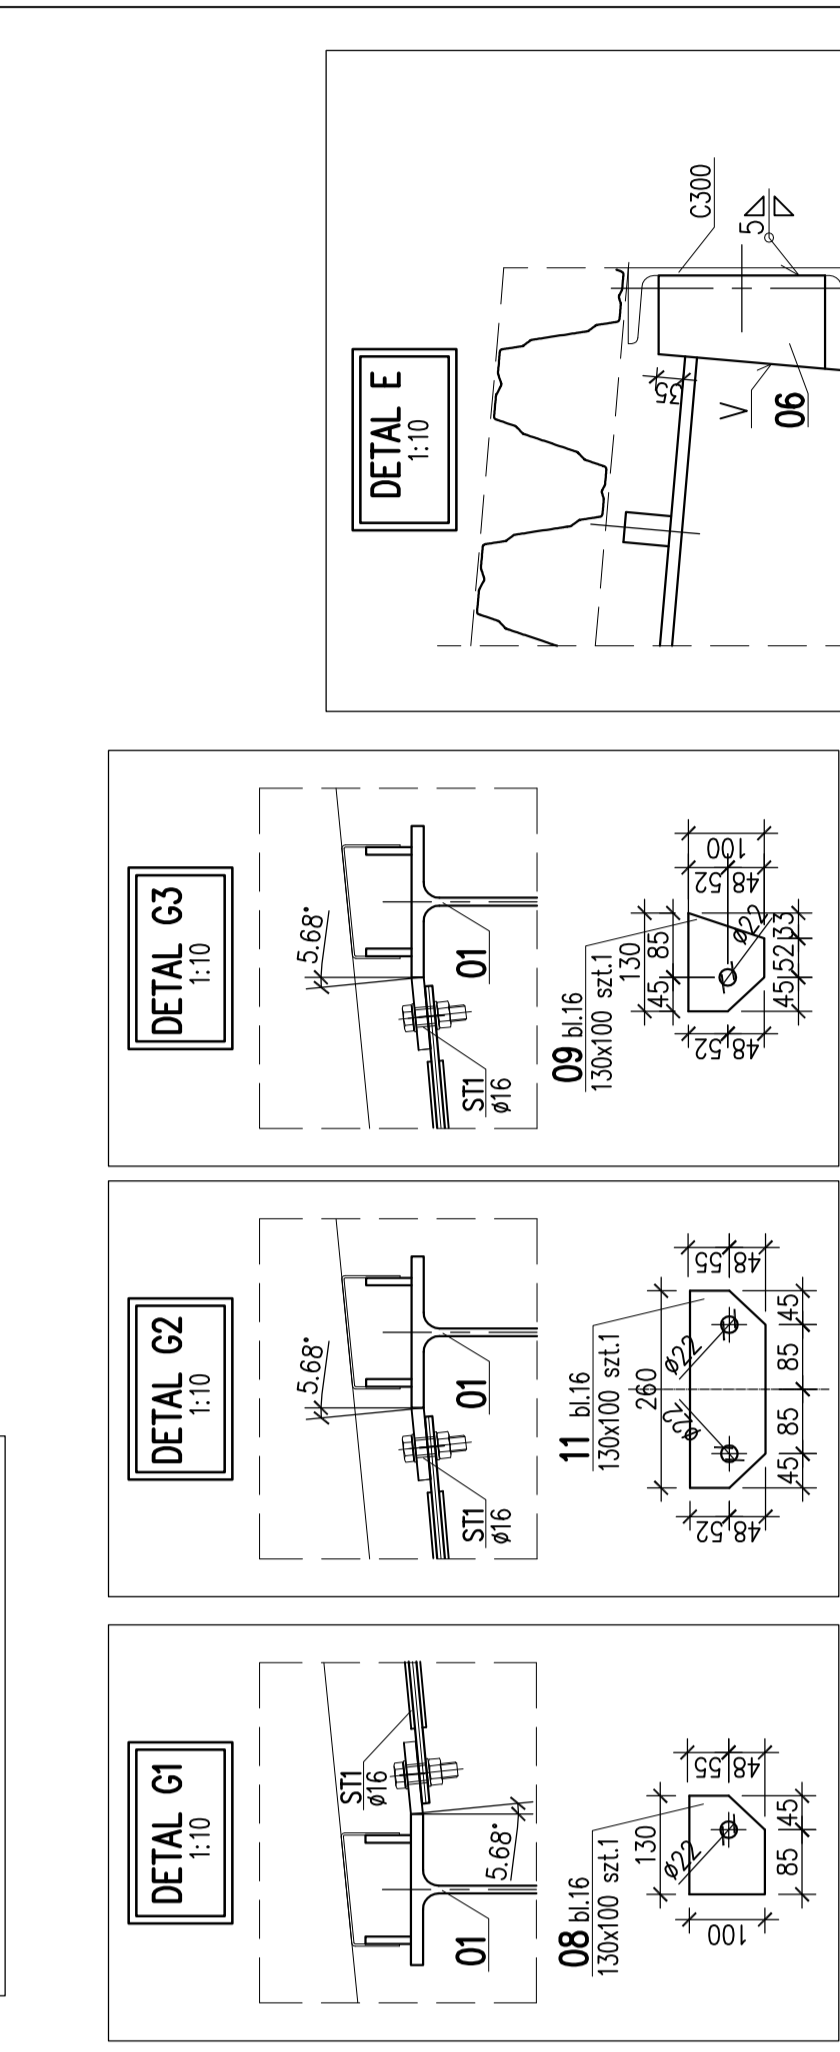 DETAL E
1:10
C300
5
35
V
06
DETAL G3
1:10
5.68°
01
ST1
ø16
09 bl.16
130x100 szt.1
130
45 85
ø22
48 52
100
48 52
45 52 33
DETAL G2
1:10
5.68°
01
ST1
ø16
11 bl.16
130x100 szt.1
260
ø22
ø22
48 52
48 55
45 85 85 45
DETAL G1
1:10
ST1
ø16
5.68°
01
08 bl.16
130x100 szt.1
130
ø22
100
48 55
85 45